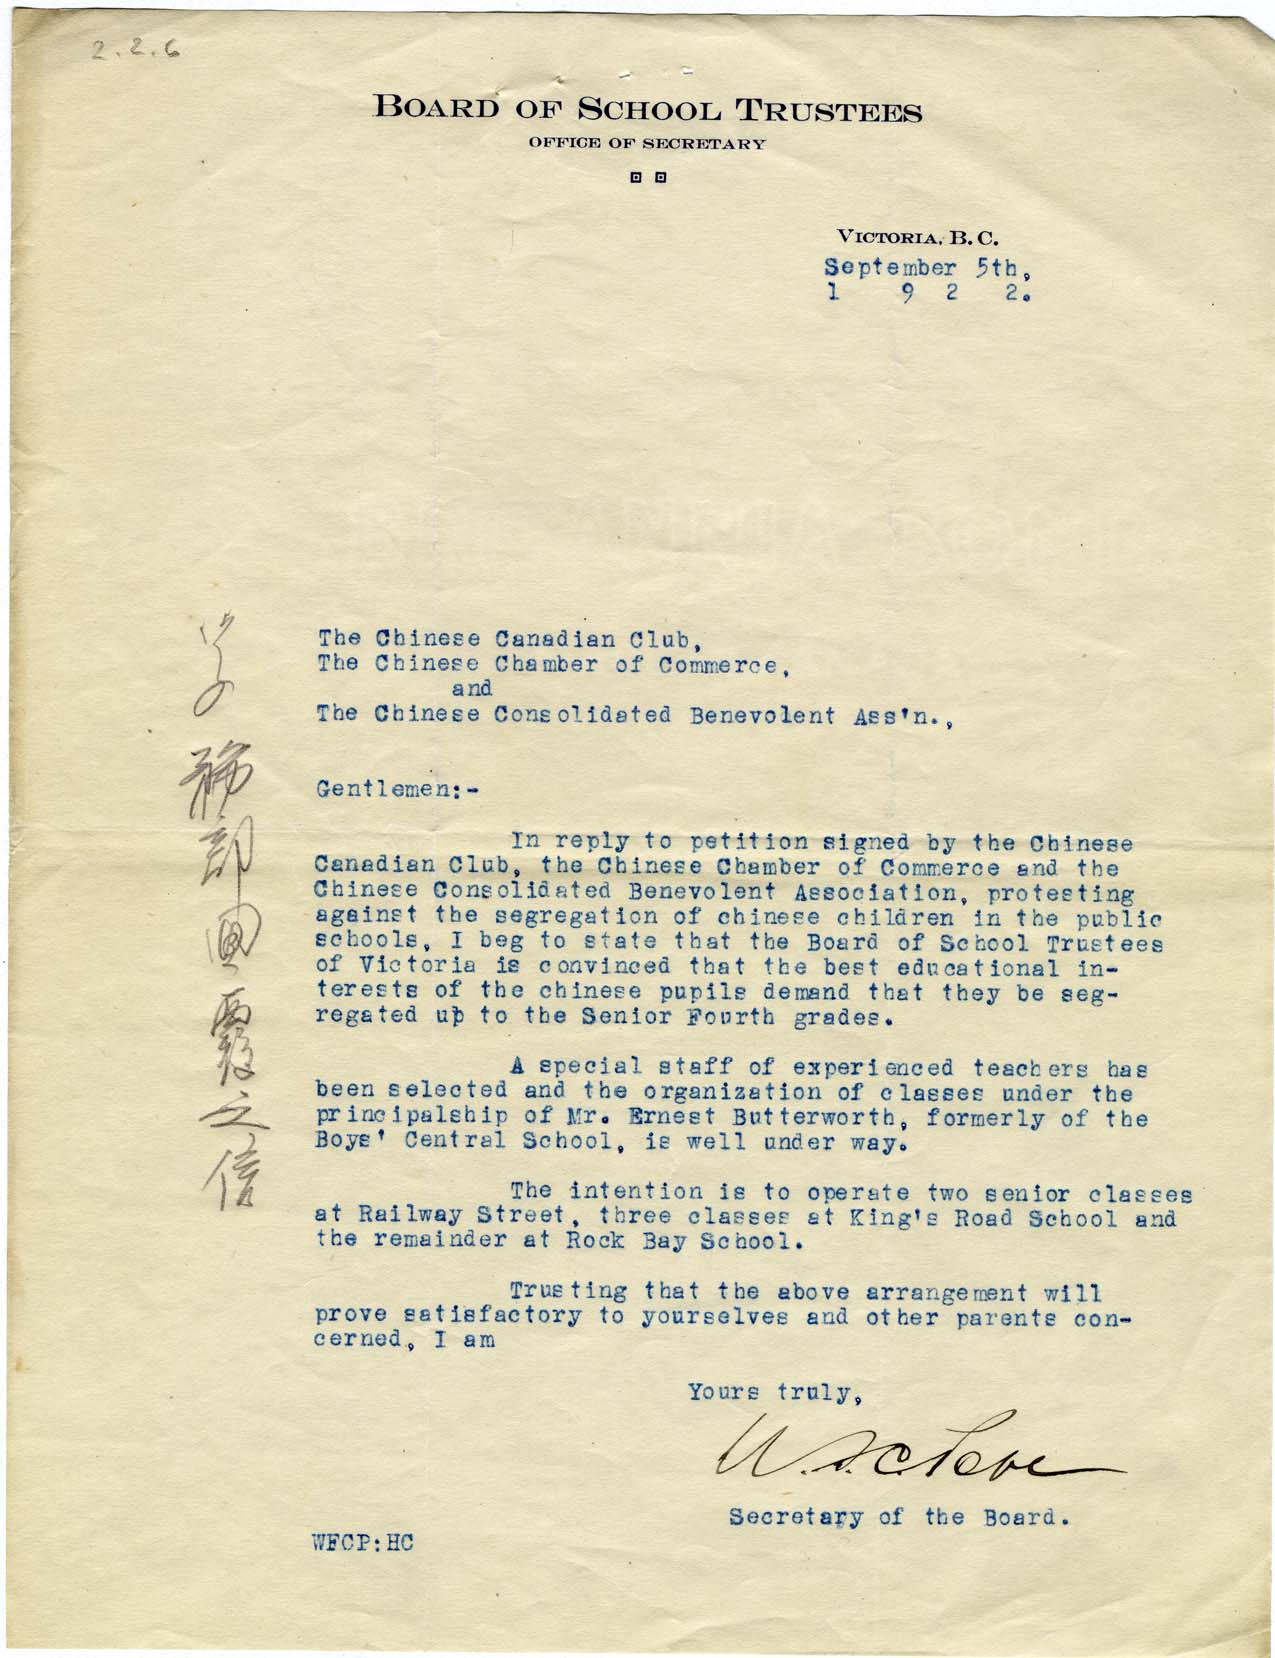 2.2.6
BOARD OF SCHOOL TRUSTEES
OFFICE OF SECRETARY
VICTORIA, B. C.
September 5th,
1 9 2 2.
The Chinese Canadian Club,
The Chinese Chamber of Commerce,
and
The Chinese Consolidated Benevolent Ass'n.,
Gentlemen:-
In reply to petition signed by the Chinese
Canadian Club, the Chinese Chamber of Commerce and the
Chinese Consolidated Benevolent Association, protesting
against the segregation of chinese children in the public
schools, I beg to state that the Board of School Trustees
of Victoria is convinced that the best educational in-
terests of the chinese pupils demand that they be seg-
regated up to the Senior Fourth grades.
A special staff of experienced teachers has
been selected and the organization of classes under the
principalship of Mr. Ernest Butterworth, formerly of the
Boys' Central School, is well under way.
The intention is to operate two senior classes
at Railway Street, three classes at King's Road School and
the remainder at Rock Bay School.
Trusting that the above arrangement will
prove satisfactory to yourselves and other parents con-
cerned, I am
Yours truly,
W. F. C. Pope
Secretary of the Board.
WFCP:HC
学務部回覆之信